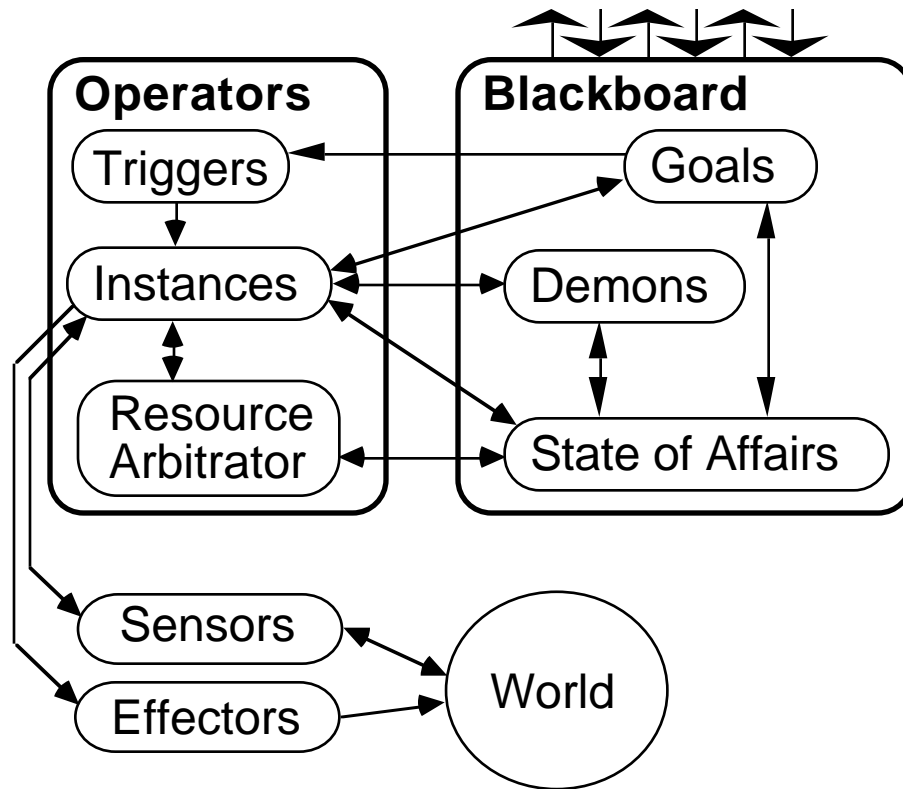 Operators
Triggers
Instances
Resource
Arbitrator
Blackboard
Goals
Demons
State of Affairs
Sensors
Effectors
World